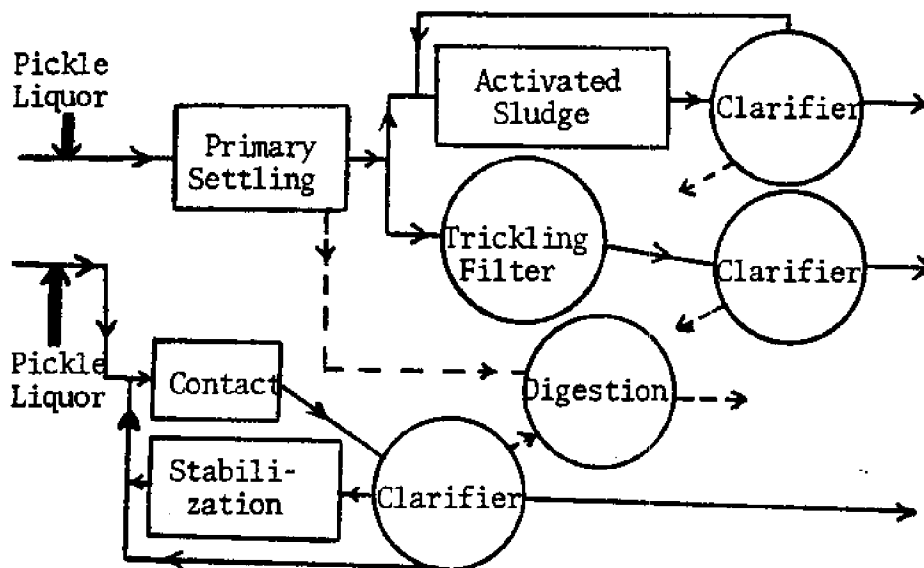 Pickle
Liquor
Primary
Settling
Activated
Sludge
Clarifier
Trickling
Filter
Clarifier
Pickle
Liquor
Contact
Digestion
Stabili-
zation
Clarifier